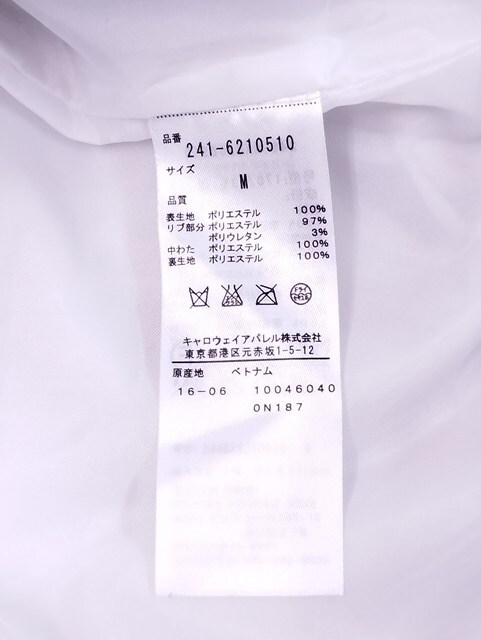 品番
241-6210510
サイズ
M
品質
表生地 ポリエステル 100%
リブ部分 ポリエステル 97%
ポリウレタン 3%
中わた ポリエステル 100%
裏生地 ポリエステル 100%
キャロウェイアパレル株式会社
東京都港区元赤坂1-5-12
原産地 ベトナム
16-06 10046040
0N187